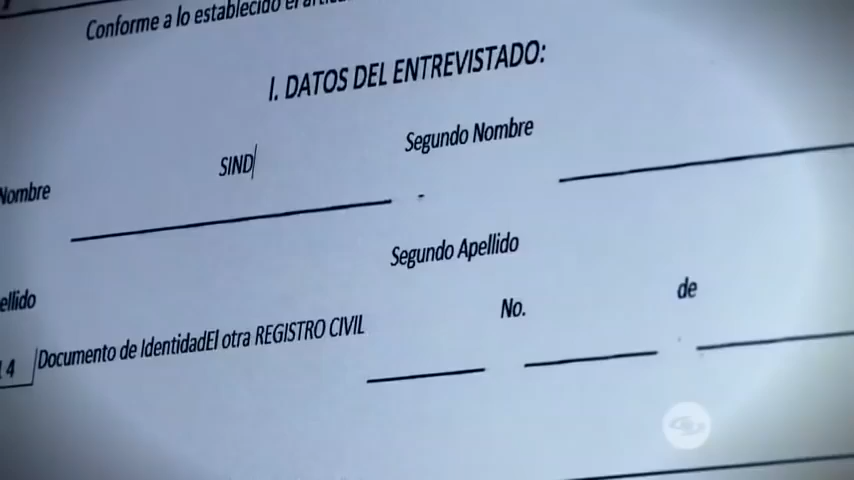 Conforme a lo establecido el
I. DATOS DEL ENTREVISTADO:
Nombre SIND Segundo Nombre
ellido Segundo Apellido
14 Documento de IdentidadEl otra REGISTRO CIVIL No. de